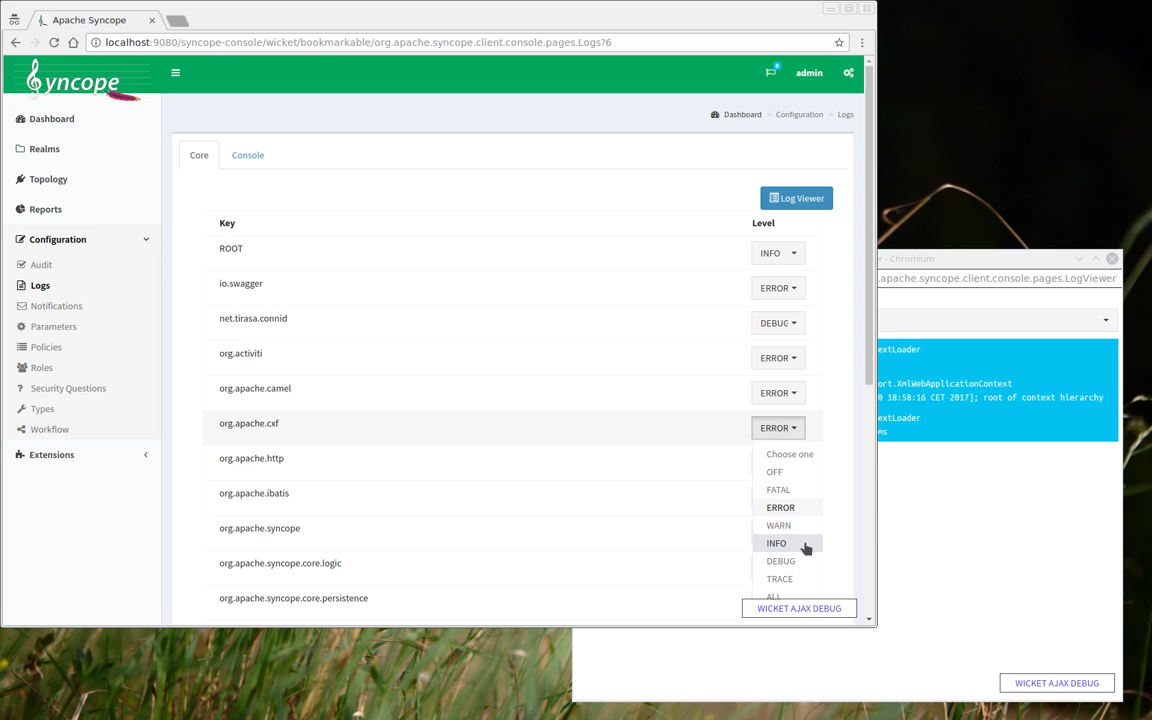 Apache Syncope
localhost:9080/syncope-console/wicket/bookmarkable/org.apache.syncope.client.console.pages.Logs?6
yncope
admin
Dashboard
Realms
Topology
Reports
Configuration
Audit
Logs
Notifications
Parameters
Policies
Roles
Security Questions
Types
Workflow
Extensions
Dashboard
Configuration
Logs
Core
Console
Log Viewer
Key Level
ROOT INFO
io.swagger ERROR
net.tirasa.connid DEBUG
org.activiti ERROR
org.apache.camel ERROR
org.apache.cxf ERROR
org.apache.http
org.apache.ibatis
org.apache.syncope
org.apache.syncope.core.logic
org.apache.syncope.core.persistence
Choose one
OFF
FATAL
ERROR
WARN
INFO
DEBUG
TRACE
ALL
WICKET AJAX DEBUG
- Chromium
.apache.syncope.client.console.pages.LogViewer
extLoader
ort.XmlWebApplicationContext
0 18:58:16 CET 2017]; root of context hierarchy
extLoader
ms
WICKET AJAX DEBUG